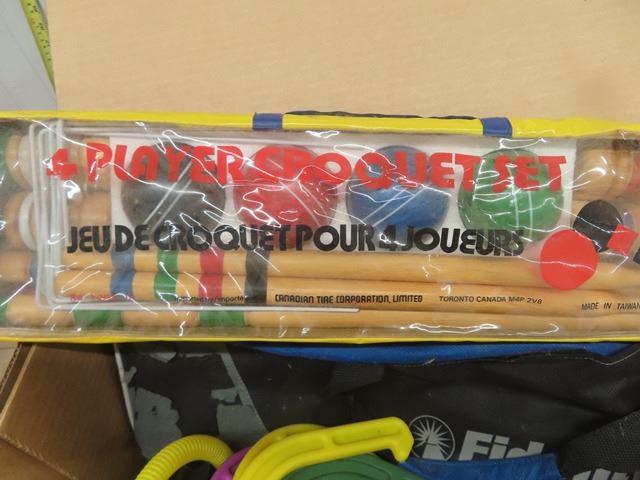 4 PLAYER CROQUET SET
JEU DE CROQUET POUR 4 JOUEURS
CANADIAN TIRE CORPORATION, LIMITED TORONTO CANADA M4P 2V8 MADE IN TAIWAN
Fid